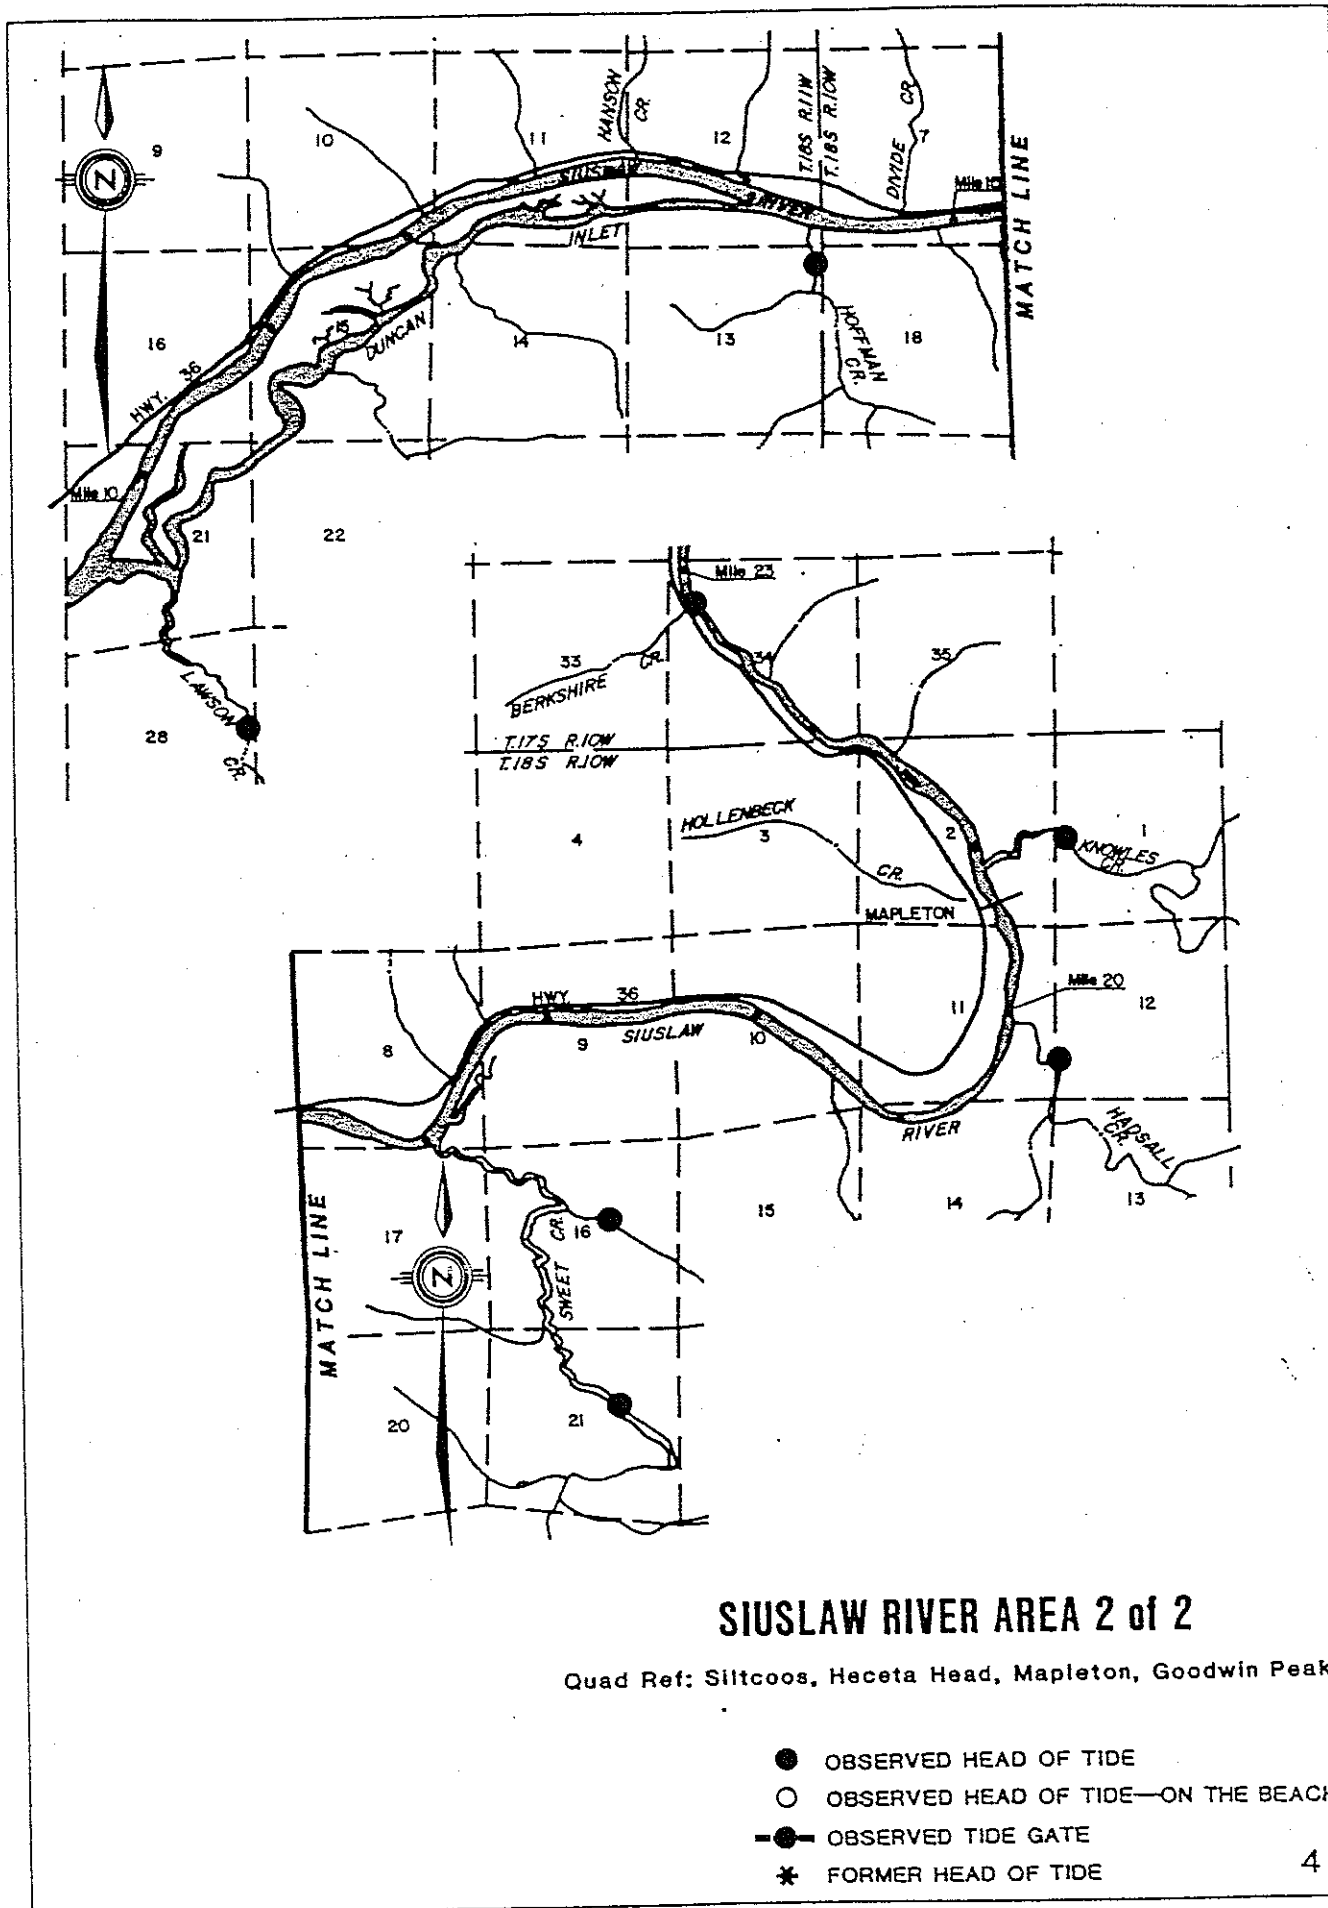 9
10
11
HANSON CR.
12
T.18S R.11W
T.18S R.10W
DIVIDE CR.
7
MATCH LINE
N
SIUSLAW
RIVER
INLET
DUNCAN
16
15
14
13
HOFFMAN
CR.
18
HWY. 36
Mile 10
21
22
LAWSON
CR.
28
Mile 23
33
34
35
BERKSHIRE CR.
T.17S R.10W
T.18S R.10W
4
HOLLENBECK
3
CR.
2
1
KNOWLES
CR.
MAPLETON
8
HWY. 36
9
SIUSLAW
10
11
Mile 20
12
RIVER
HADSALL
CR.
13
14
15
MATCH LINE
17
N
16
SWEET CR.
20
21
SIUSLAW RIVER AREA 2 of 2
Quad Ref: Siltcoos, Heceta Head, Mapleton, Goodwin Peak
OBSERVED HEAD OF TIDE
OBSERVED HEAD OF TIDE—ON THE BEACH
OBSERVED TIDE GATE
FORMER HEAD OF TIDE
4